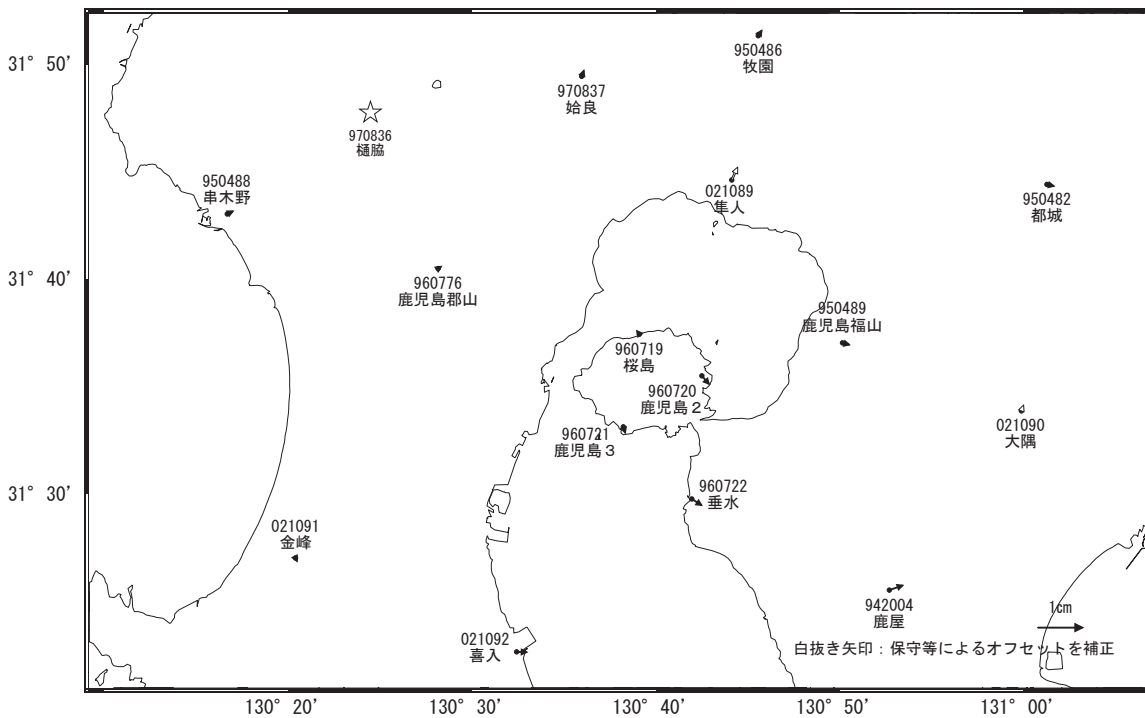 31° 50'
31° 40'
31° 30'
950486
牧園
970837
姶良
970836
樋脇
950488
串木野
021089
隼人
950482
都城
960776
鹿児島郡山
950489
鹿児島福山
960719
桜島
960720
鹿児島2
960721
鹿児島3
021090
大隅
960722
垂水
021091
金峰
942004
鹿屋
021092
喜入
1cm
白抜き矢印：保守等によるオフセットを補正
130° 20'
130° 30'
130° 40'
130° 50'
131° 00'